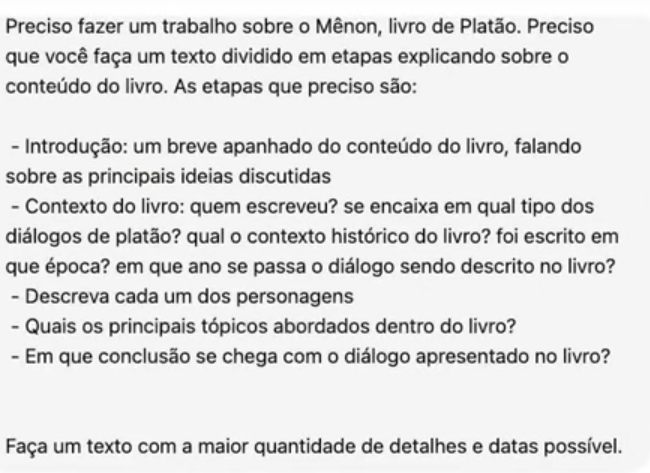 Preciso fazer um trabalho sobre o Mênon, livro de Platão. Preciso
que você faça um texto dividido em etapas explicando sobre o
conteúdo do livro. As etapas que preciso são:
- Introdução: um breve apanhado do conteúdo do livro, falando
sobre as principais ideias discutidas
- Contexto do livro: quem escreveu? se encaixa em qual tipo dos
diálogos de platão? qual o contexto histórico do livro? foi escrito em
que época? em que ano se passa o diálogo sendo descrito no livro?
- Descreva cada um dos personagens
- Quais os principais tópicos abordados dentro do livro?
- Em que conclusão se chega com o diálogo apresentado no livro?
Faça um texto com a maior quantidade de detalhes e datas possível.